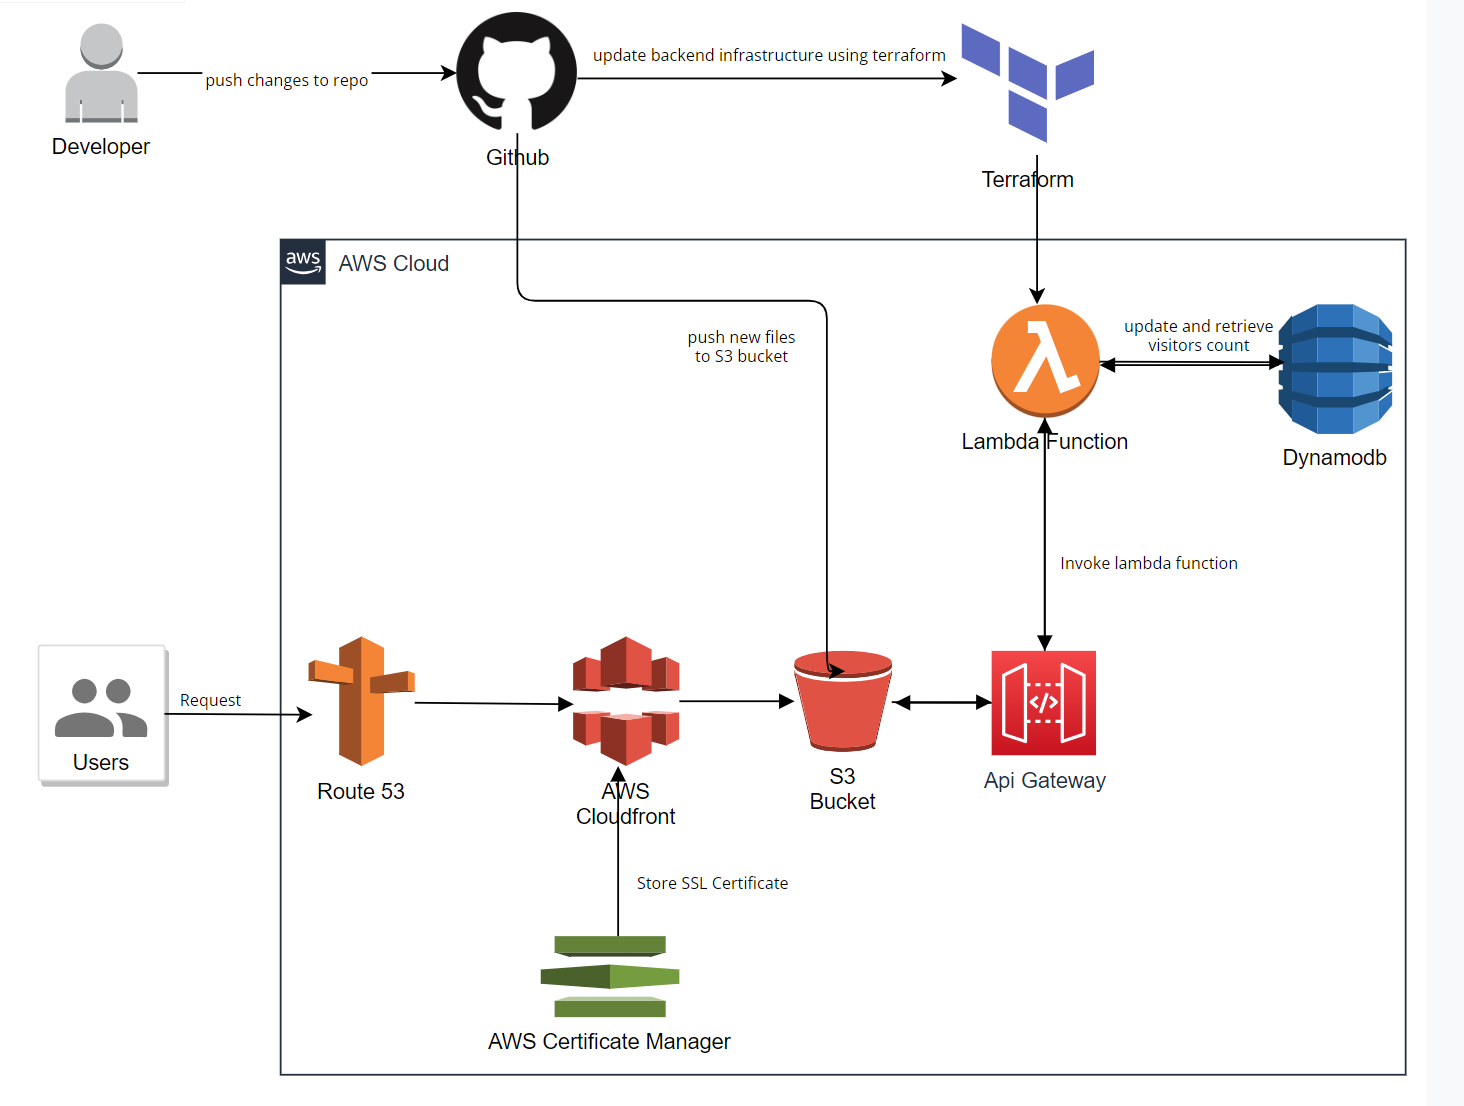 update backend infrastructure using terraform
push changes to repo
Developer
Github
Terraform
aws
AWS Cloud
push new files
to S3 bucket
update and retrieve
visitors count
Lambda Function
Dynamodb
Invoke lambda function
Request
Users
Route 53
AWS
Cloudfront
S3
Bucket
</>
Api Gateway
Store SSL Certificate
AWS Certificate Manager